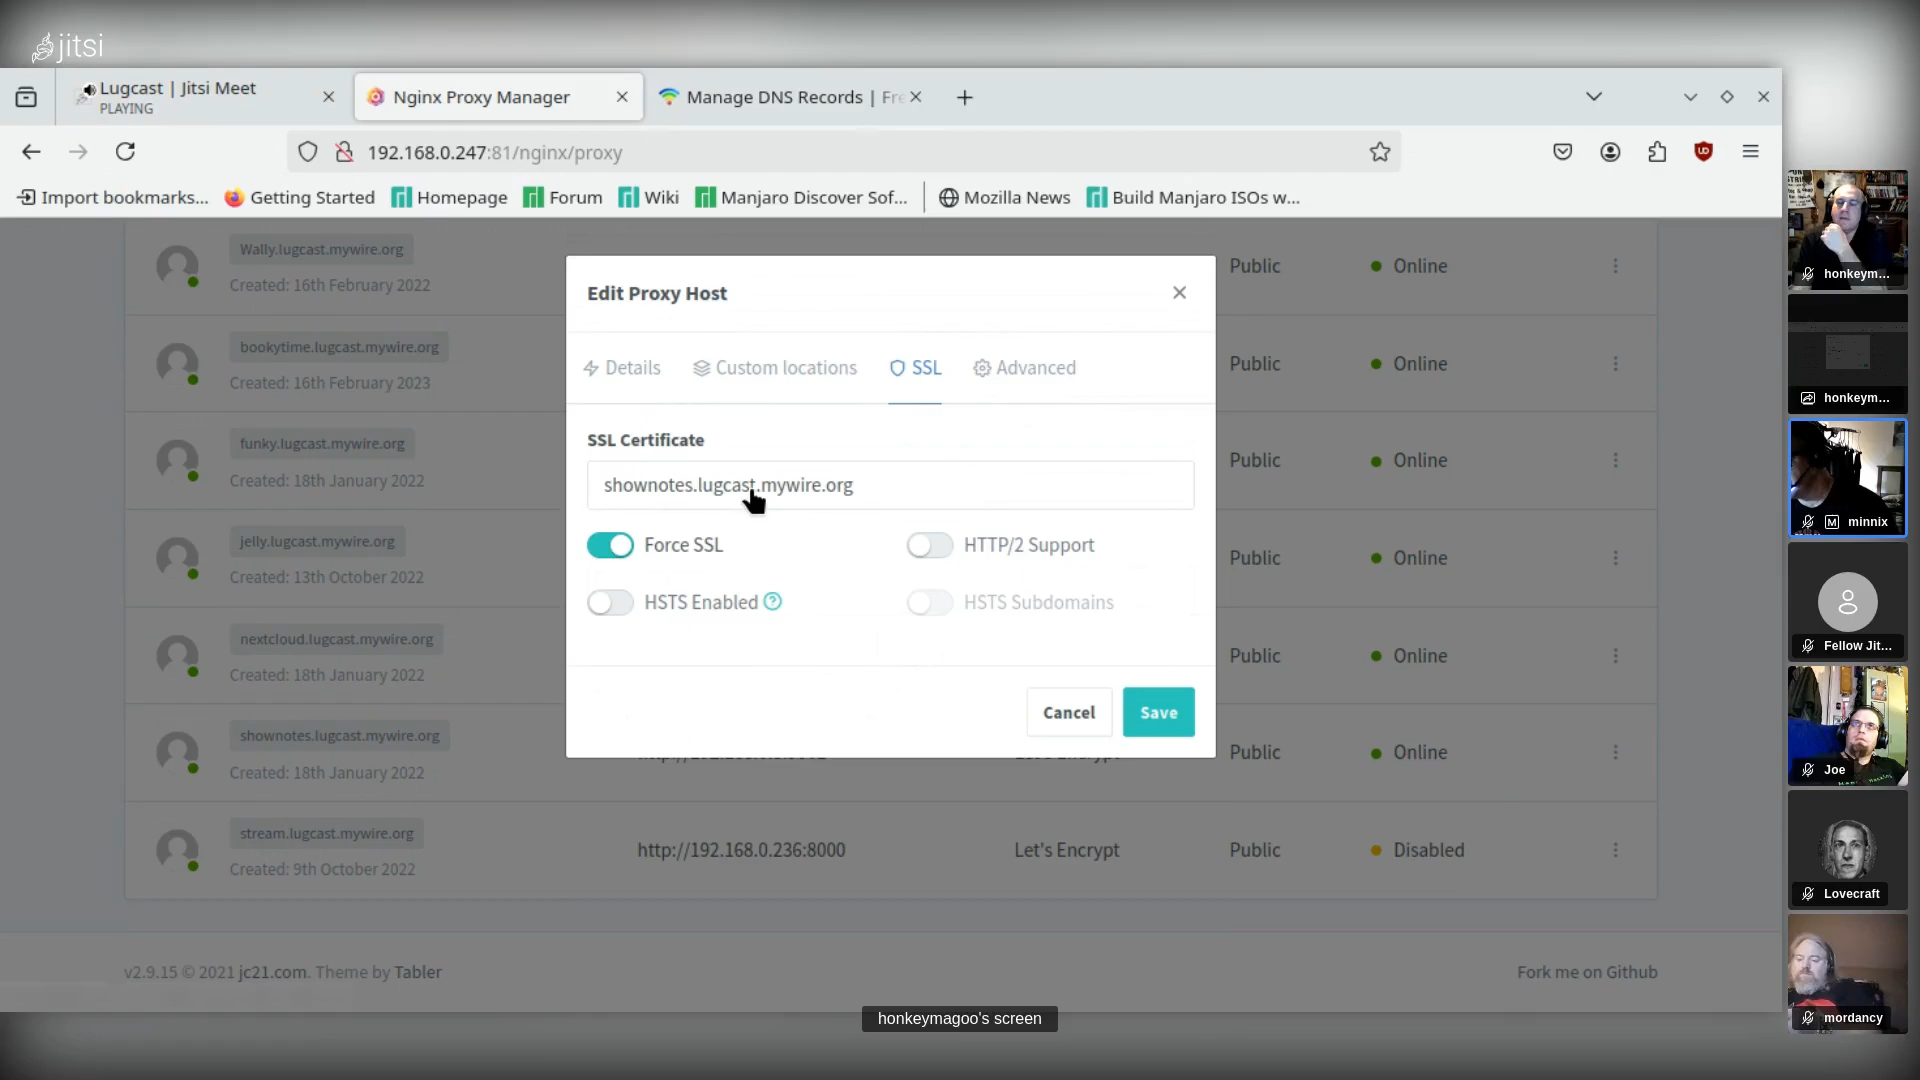 jitsi
Lugcast | Jitsi Meet
PLAYING
Nginx Proxy Manager
Manage DNS Records | Fre
192.168.0.247:81/nginx/proxy
Import bookmarks...
Getting Started
Homepage
Forum
Wiki
Manjaro Discover Sof...
Mozilla News
Build Manjaro ISOs w...
Wally.lugcast.mywire.org
Created: 16th February 2022
Public
Online
bookytime.lugcast.mywire.org
Created: 16th February 2023
Public
Online
funky.lugcast.mywire.org
Created: 18th January 2022
Public
Online
jelly.lugcast.mywire.org
Created: 13th October 2022
Public
Online
nextcloud.lugcast.mywire.org
Created: 18th January 2022
Public
Online
shownotes.lugcast.mywire.org
Created: 18th January 2022
Public
Online
stream.lugcast.mywire.org
Created: 9th October 2022
http://192.168.0.236:8000
Let's Encrypt
Public
Disabled
Edit Proxy Host
Details
Custom locations
SSL
Advanced
SSL Certificate
shownotes.lugcast.mywire.org
Force SSL
HTTP/2 Support
HSTS Enabled
HSTS Subdomains
Cancel
Save
v2.9.15 © 2021 jc21.com. Theme by Tabler
Fork me on Github
honkeymagoo's screen
honkeym...
honkeym...
M minnix
Fellow Jit...
Joe
Lovecraft
mordancy